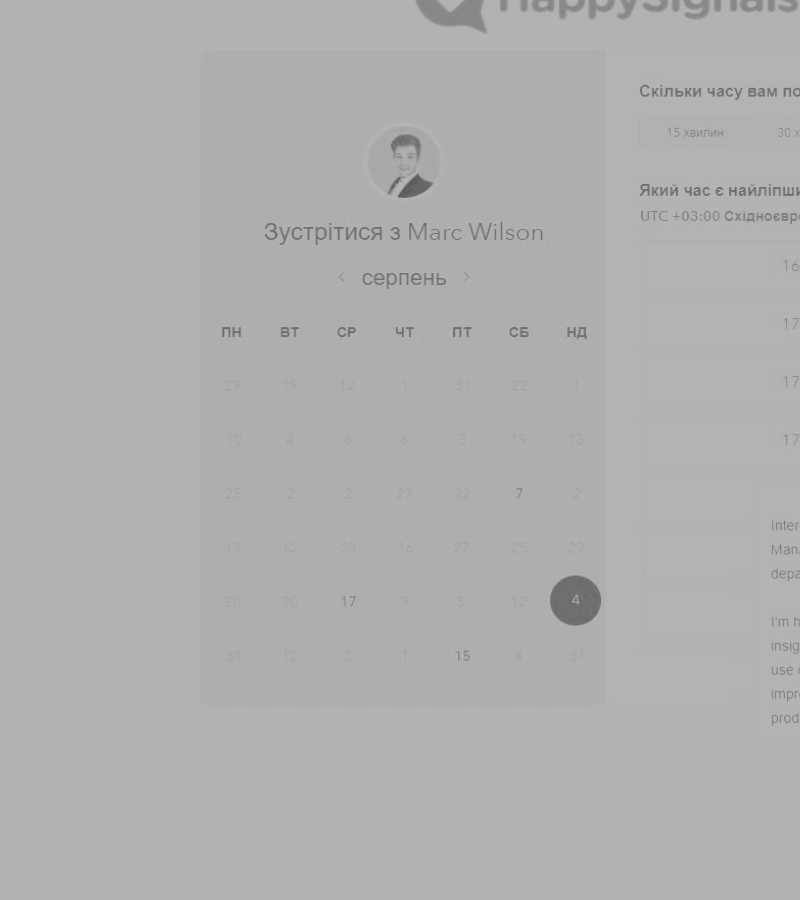 HappySignals
Зустрітися з Marc Wilson
серпень
ПН ВТ СР ЧТ ПТ СБ НД
29 19 12 1 31 22 1
10 4 8 6 3 19 13
25 2 2 27 22 7 2
13 12 23 16 27 25 29
20 20 17 9 5 12 4
31 12 3 1 15 4 31
Скільки часу вам по
15 хвилин 30 х
Який час є найліпши
UTC +03:00 Східноєвро
16
17
17
17
Inter
Mana
depa
I'm h
insig
use
impr
prod